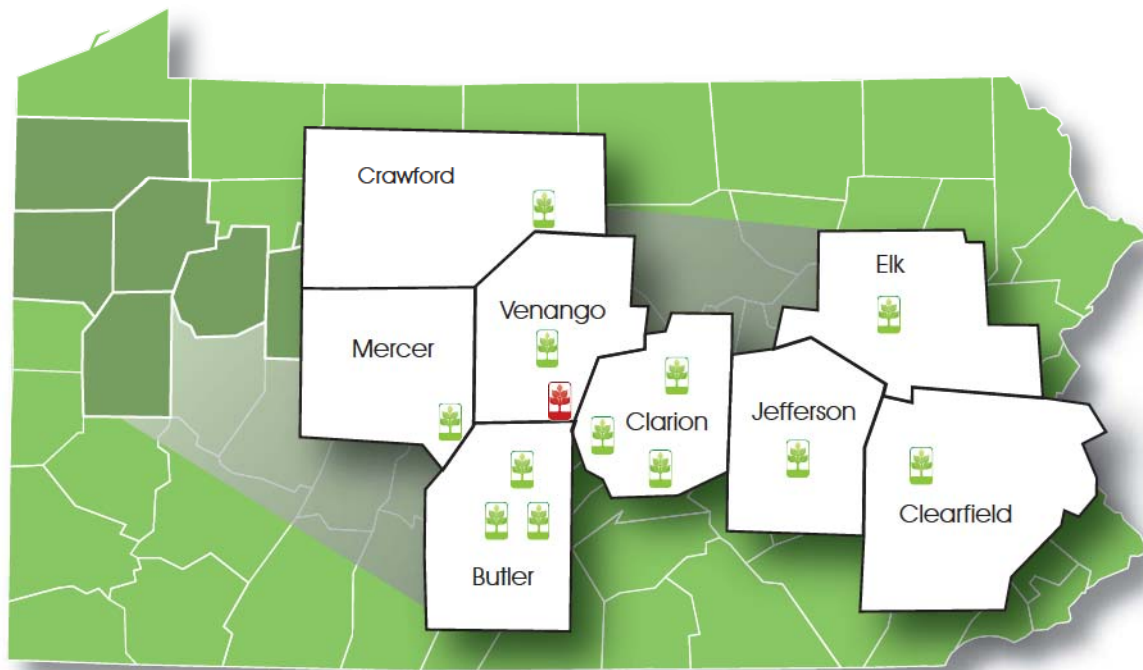 Crawford
Elk
Venango
Mercer
Jefferson
Clarion
Clearfield
Butler